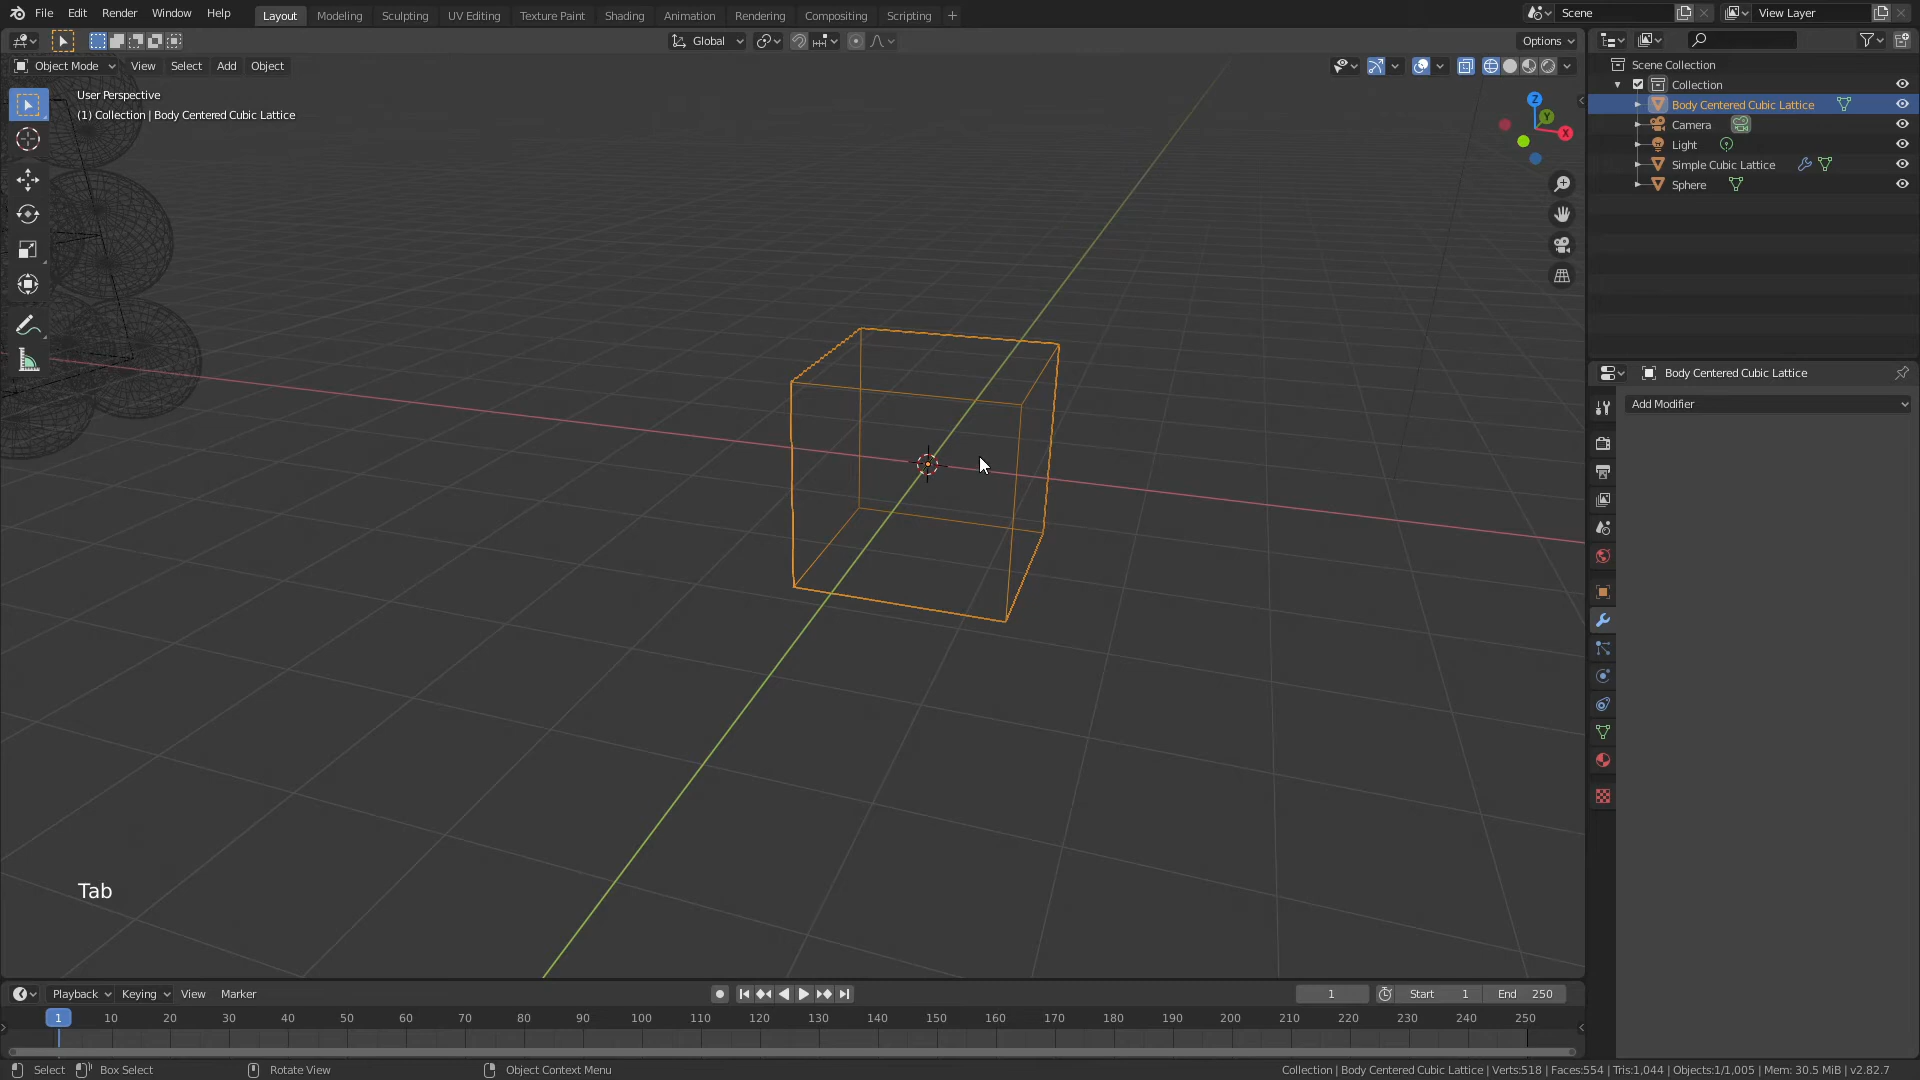 File Edit Render Window Help Layout Modeling Sculpting UV Editing Texture Paint Shading Animation Rendering Compositing Scripting + Scene View Layer
Global Options
Object Mode View Select Add Object
User Perspective
(1) Collection | Body Centered Cubic Lattice
Z
Y
X
Scene Collection
Collection
Body Centered Cubic Lattice
Camera
Light
Simple Cubic Lattice
Sphere
Body Centered Cubic Lattice
Add Modifier
Tab
Playback Keying View Marker 1 Start 1 End 250
1 10 20 30 40 50 60 70 80 90 100 110 120 130 140 150 160 170 180 190 200 210 220 230 240 250
Select Box Select Rotate View Object Context Menu Collection | Body Centered Cubic Lattice | Verts:518 | Faces:554 | Tris:1,044 | Objects:1/1,005 | Mem: 30.5 MiB | v2.82.7